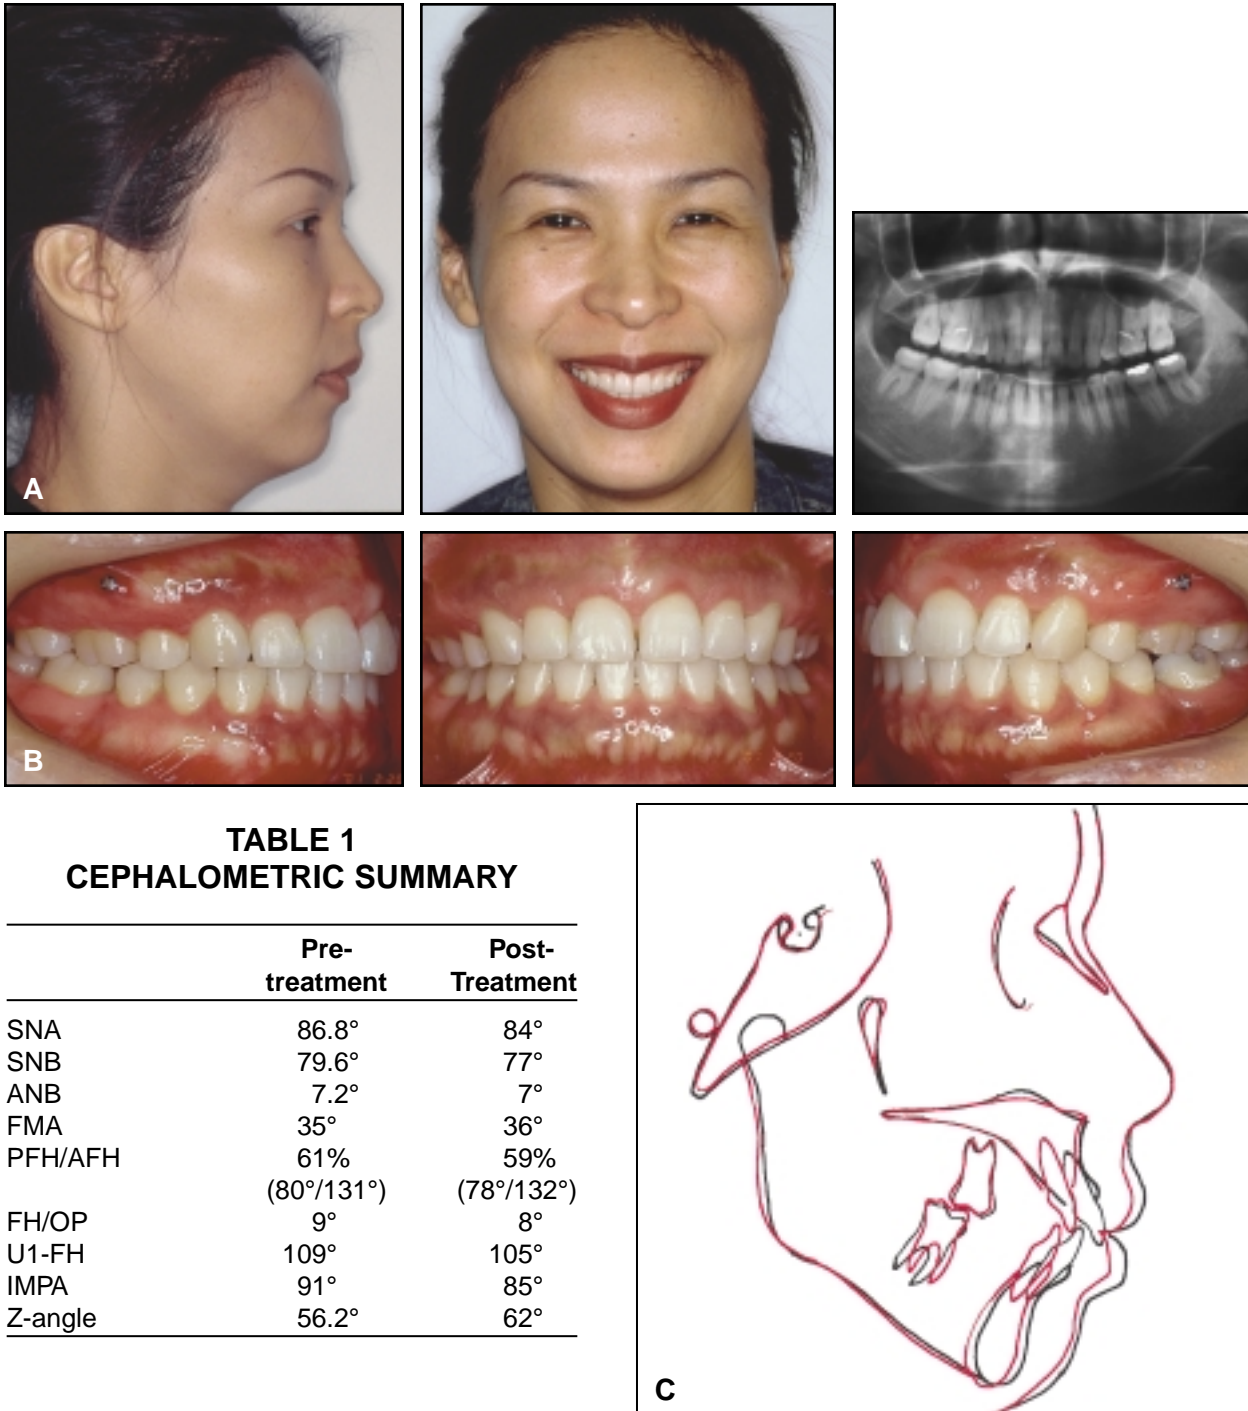 A
B
TABLE 1
CEPHALOMETRIC SUMMARY
Pre-treatment Post-Treatment
SNA 86.8° 84°
SNB 79.6° 77°
ANB 7.2° 7°
FMA 35° 36°
PFH/AFH 61% 59%
(80°/131°) (78°/132°)
FH/OP 9° 8°
U1-FH 109° 105°
IMPA 91° 85°
Z-angle 56.2° 62°
C